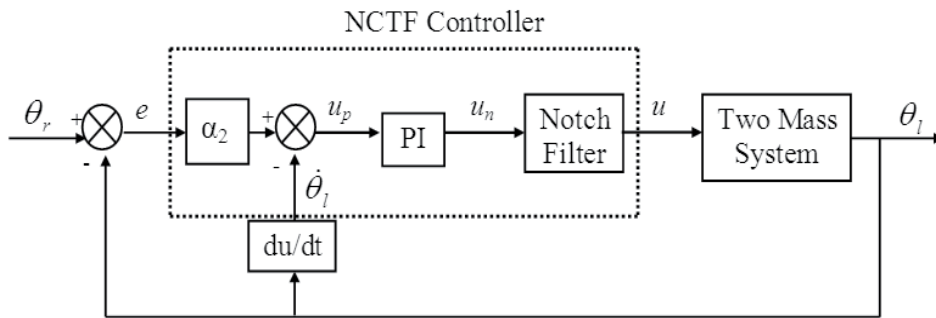 NCTF Controller
θr
+
-
e
α2
+
-
up
PI
un
Notch
Filter
u
Two Mass
System
θl
θ̇l
du/dt